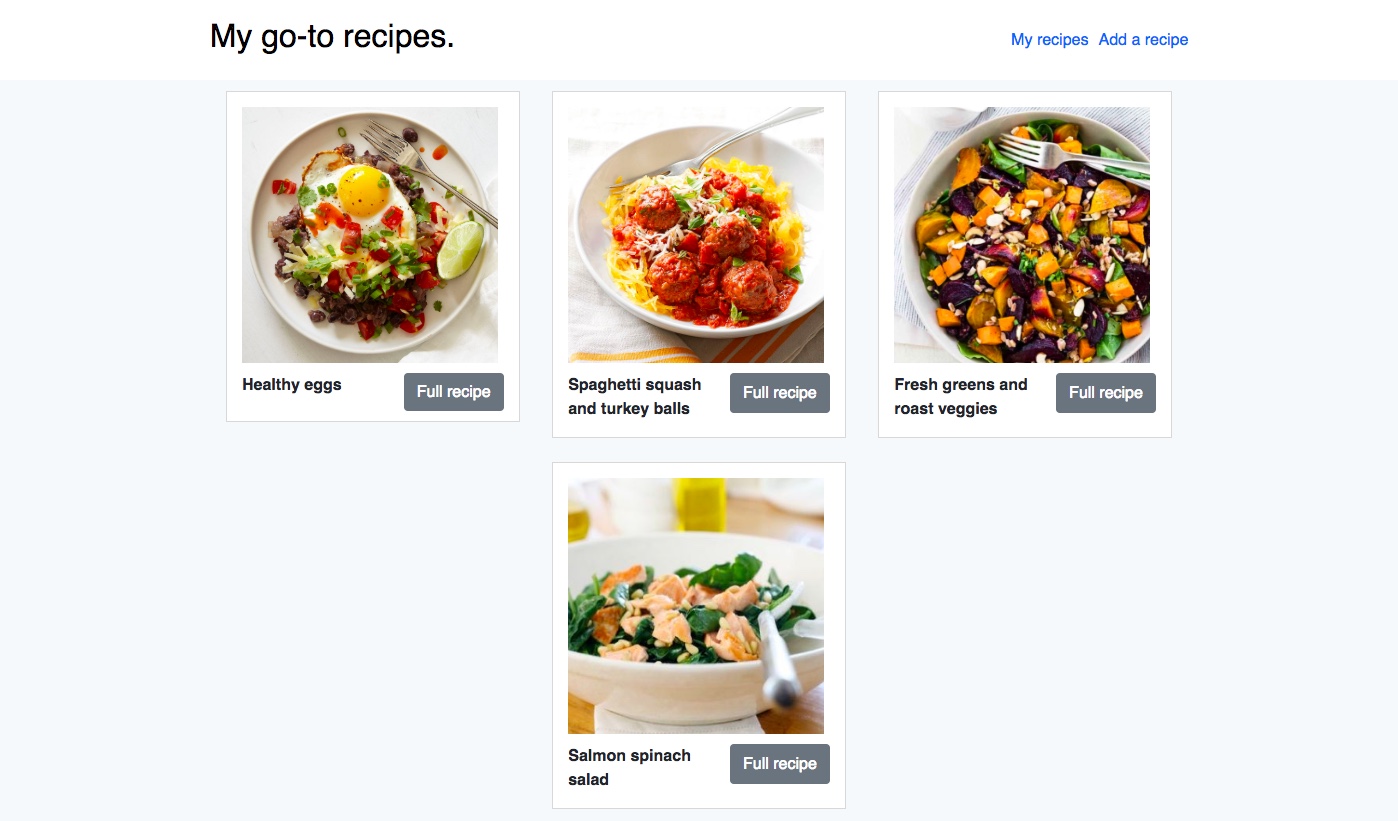 My go-to recipes.
My recipes Add a recipe
Healthy eggs
Full recipe
Spaghetti squash
and turkey balls
Full recipe
Fresh greens and
roast veggies
Full recipe
Salmon spinach
salad
Full recipe